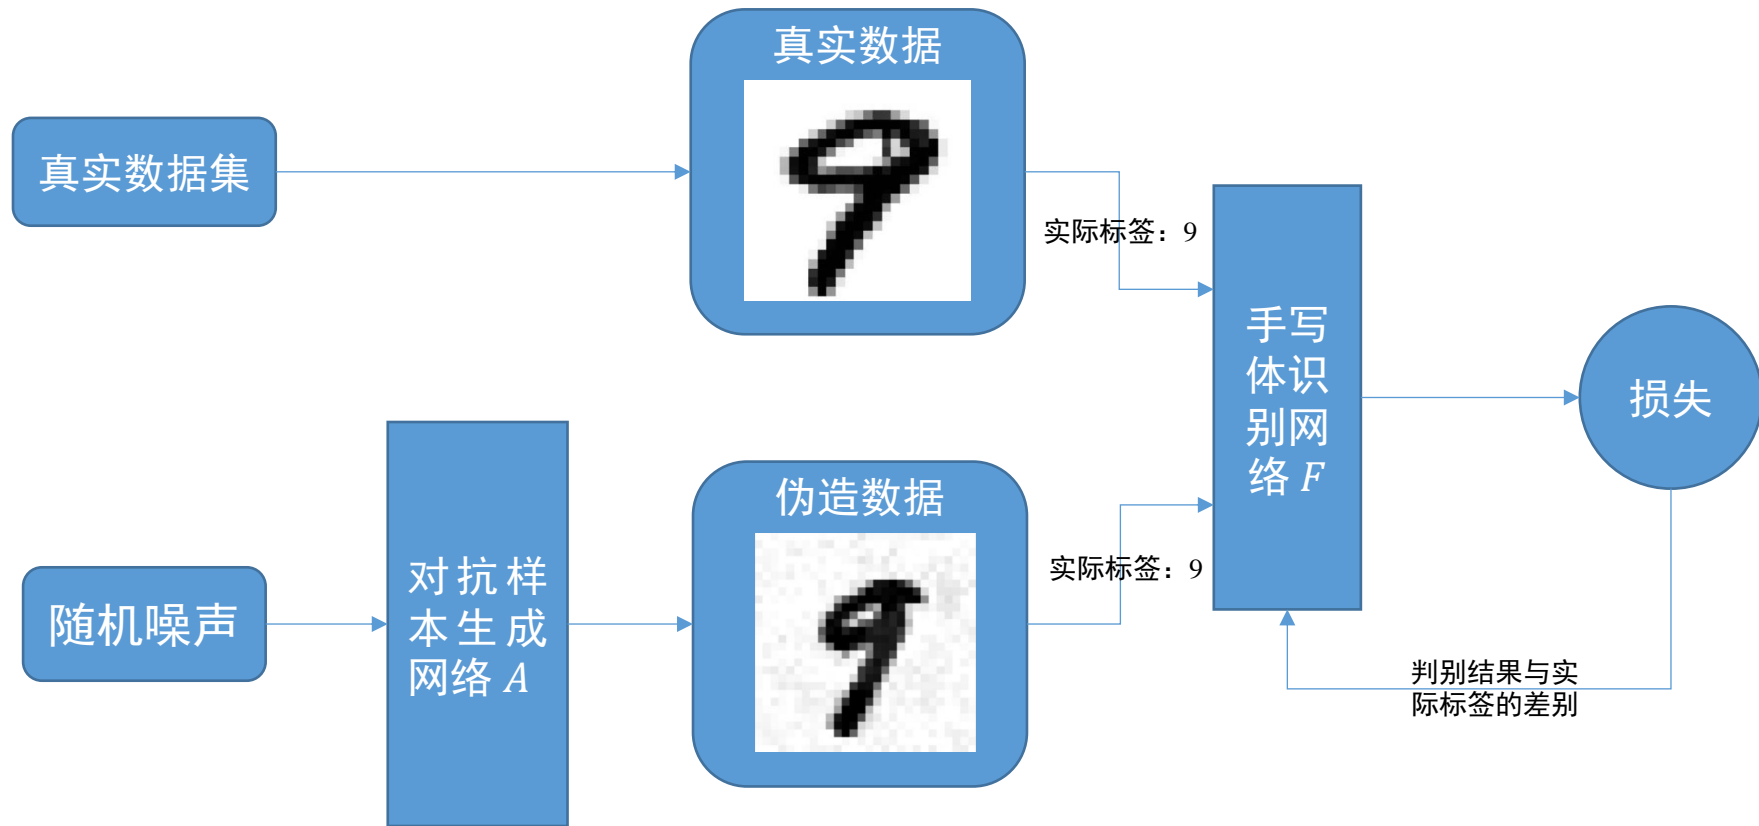 真实数据
真实数据集
实际标签：9
手写
体识
别网
络 F
损失
伪造数据
对抗样
本生成
网络 A
实际标签：9
随机噪声
判别结果与实
际标签的差别